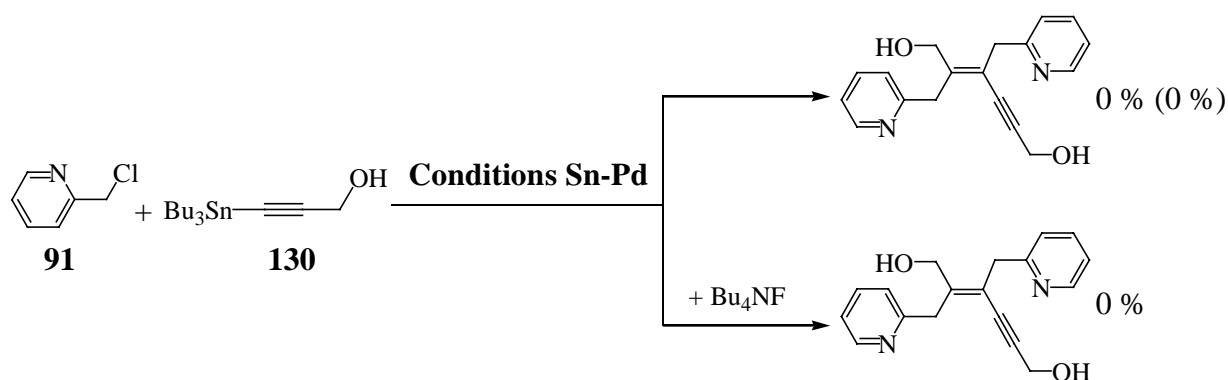 HO
N
N
0 % (0 %)
OH
N
Cl
+
Bu₃Sn
OH
Conditions Sn-Pd
91
130
+ Bu₄NF
HO
N
N
0 %
OH